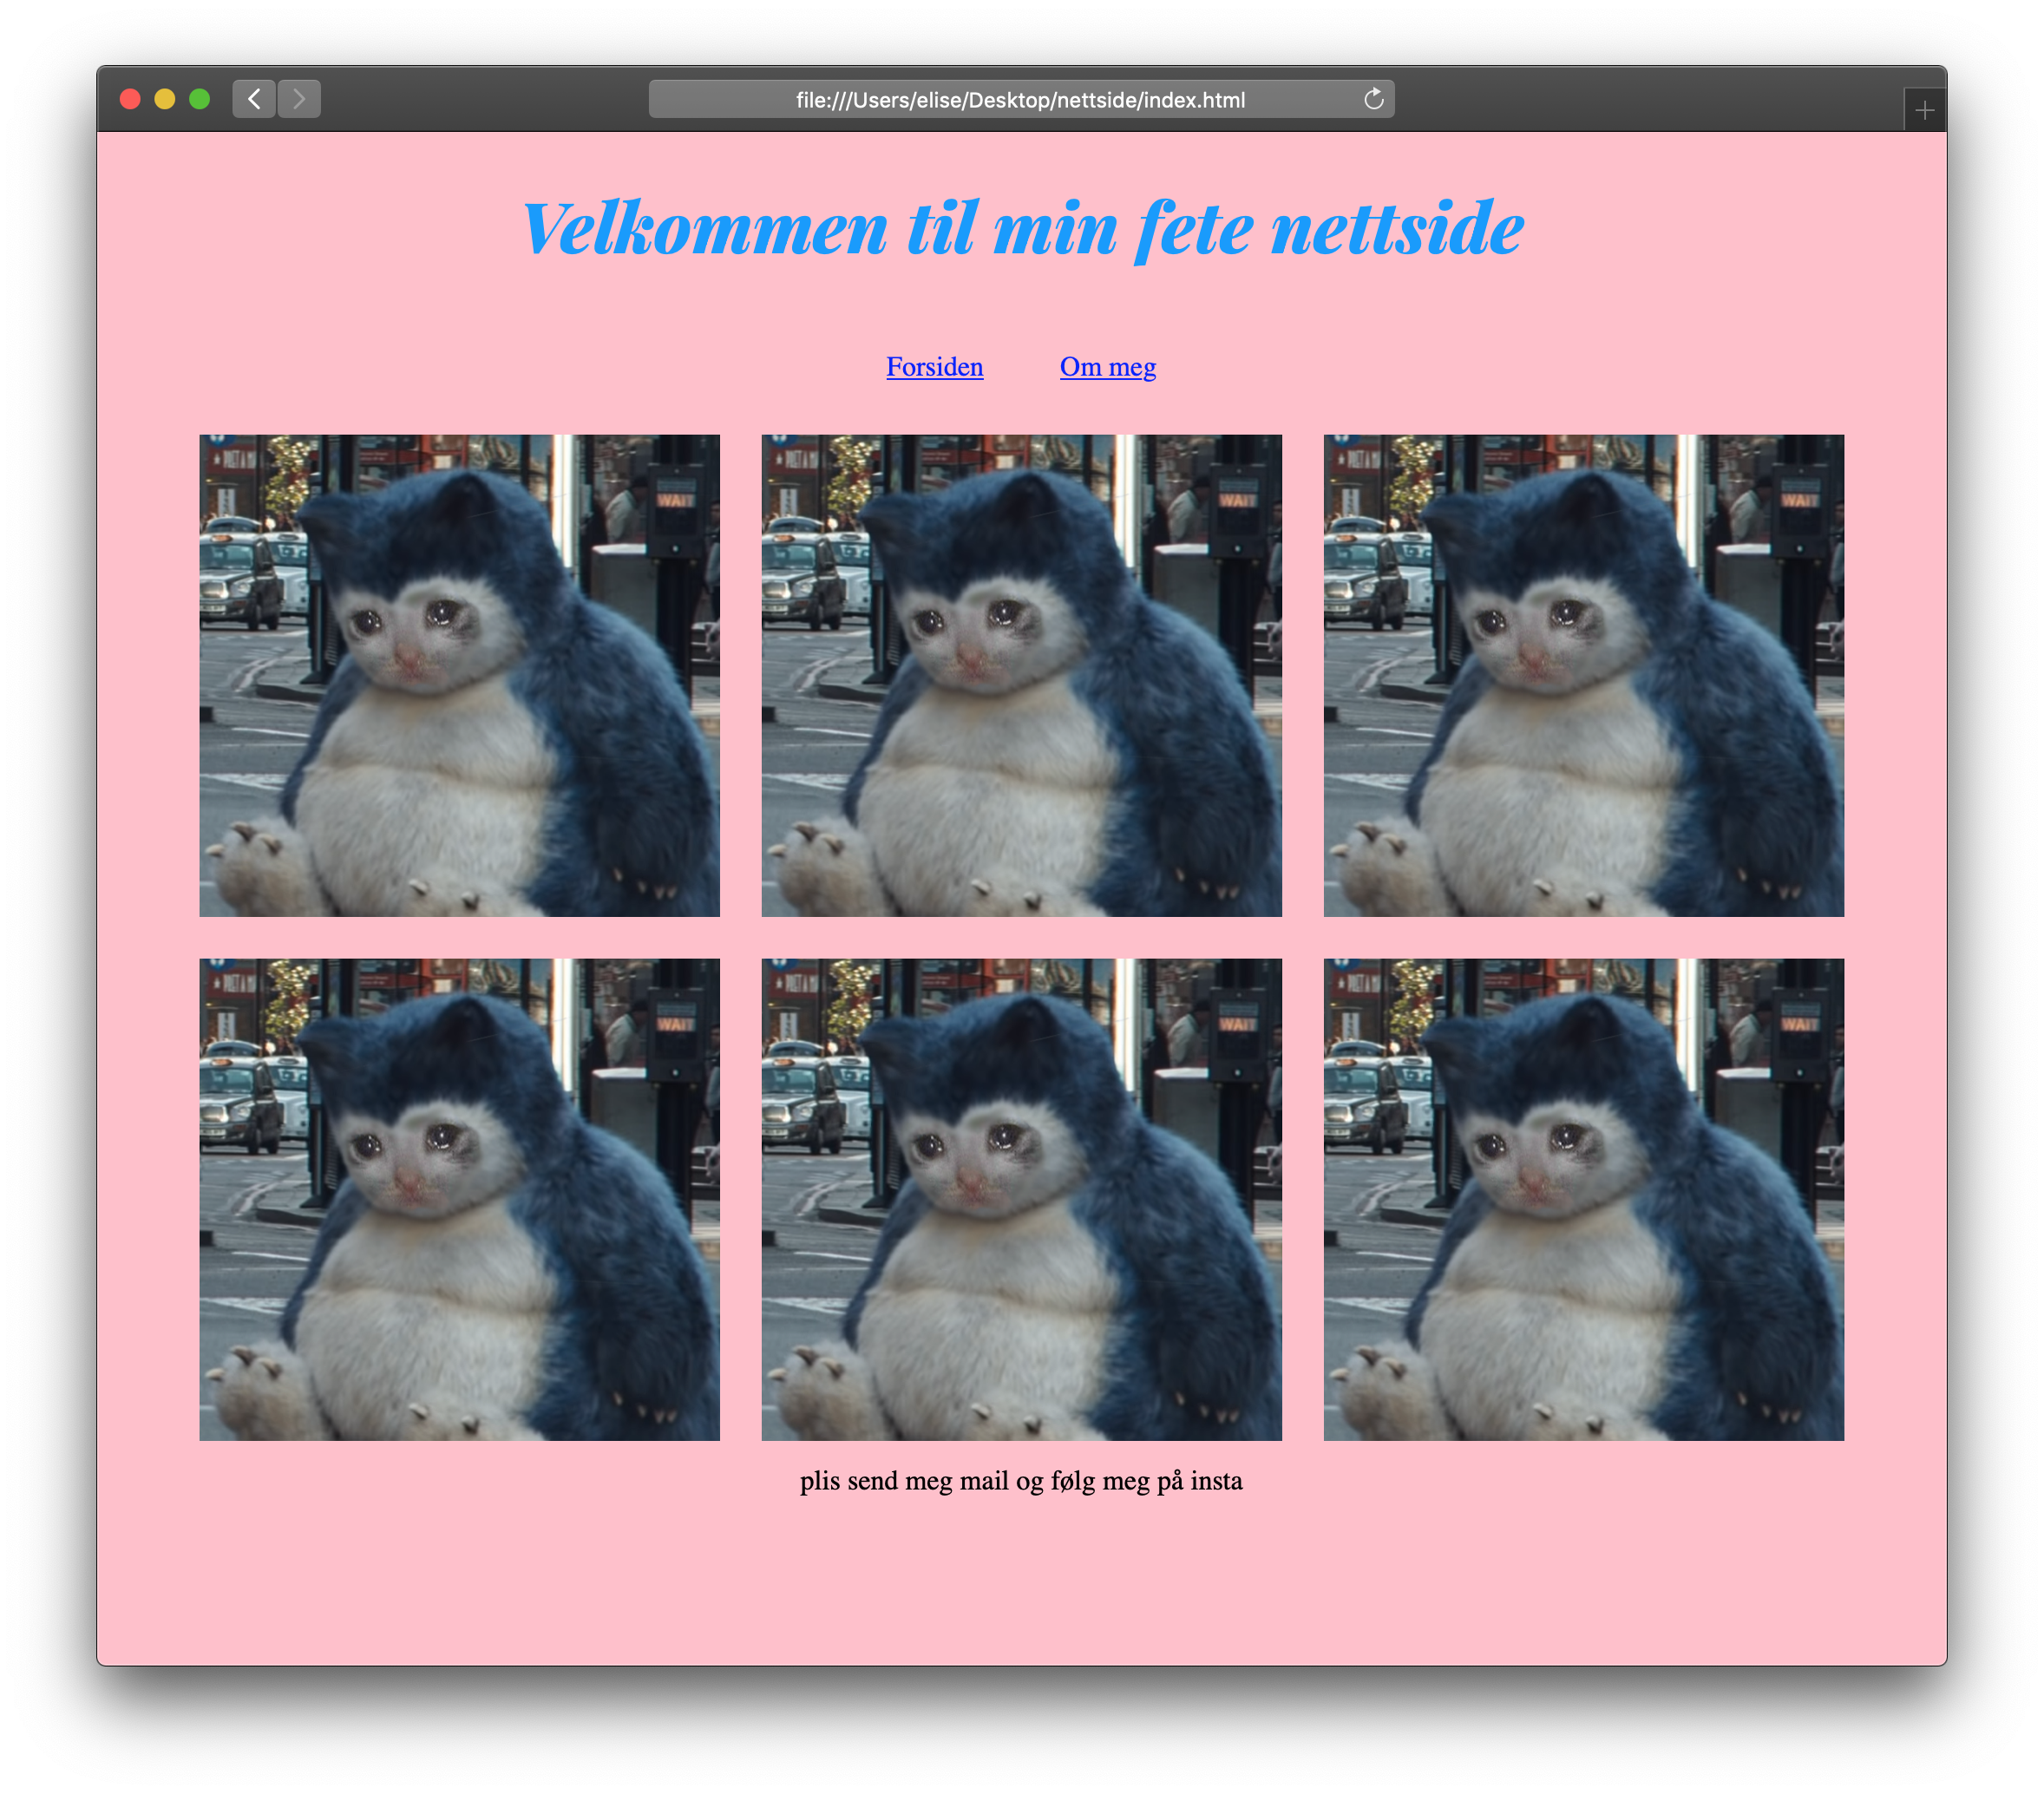 file:///Users/elise/Desktop/nettside/index.html
Velkommen til min fete nettside
Forsiden Om meg
WAIT WAIT WAIT
WAIT WAIT WAIT
plis send meg mail og følg meg på insta